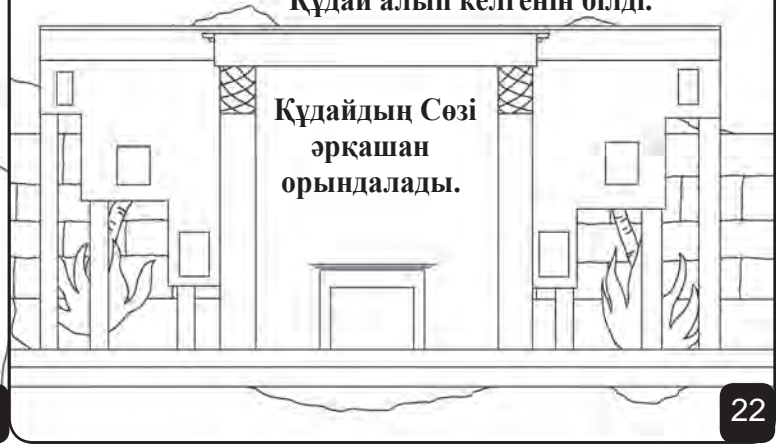 Құдай алып келгенін білді.
Құдайдың Сөзі
әрқашан
орындалады.
22